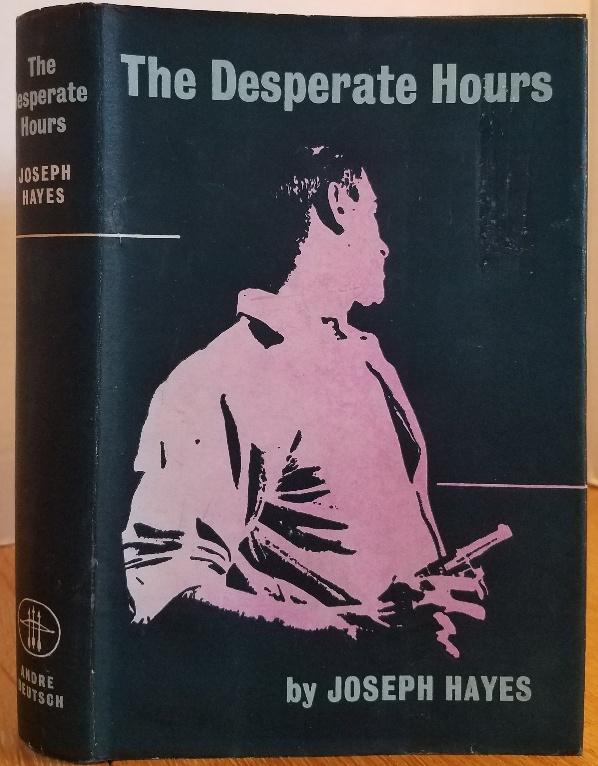 The
Desperate
Hours
JOSEPH
HAYES
ANDRE
DEUTSCH
The Desperate Hours
by JOSEPH HAYES